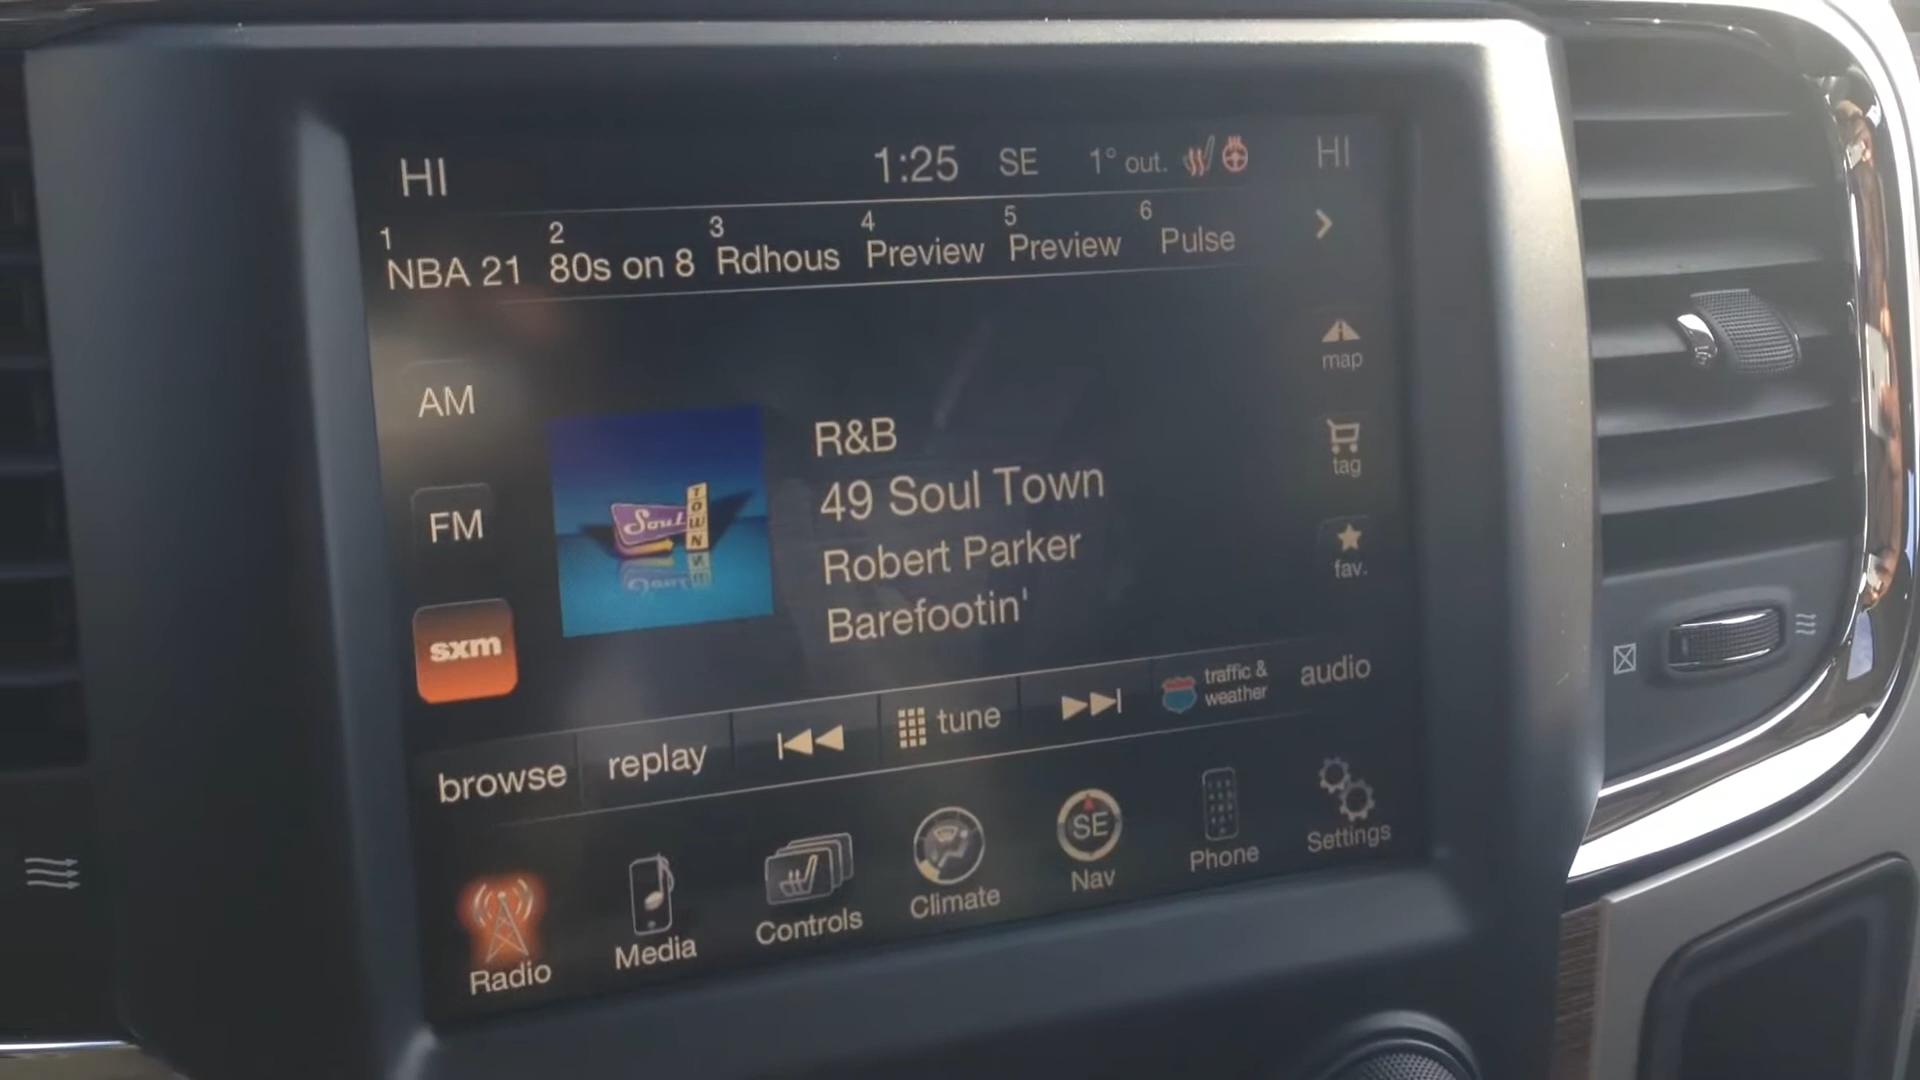 HI 1:25 SE 1° out. HI
1 2 3 4 5 6
NBA 21 80s on 8 Rdhous Preview Preview Pulse
map
AM
R&B
tag
49 Soul Town
Soul TOWN
FM
Robert Parker
fav.
Barefootin'
sxm
traffic &
weather
audio
browse replay tune
SE
Radio Media Controls Climate Nav Phone Settings